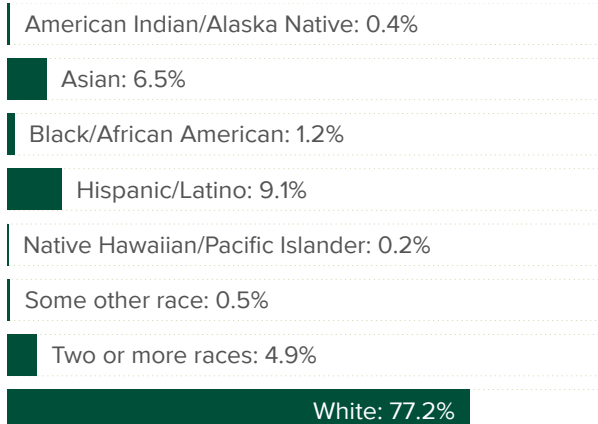 American Indian/Alaska Native: 0.4%
Asian: 6.5%
Black/African American: 1.2%
Hispanic/Latino: 9.1%
Native Hawaiian/Pacific Islander: 0.2%
Some other race: 0.5%
Two or more races: 4.9%
White: 77.2%